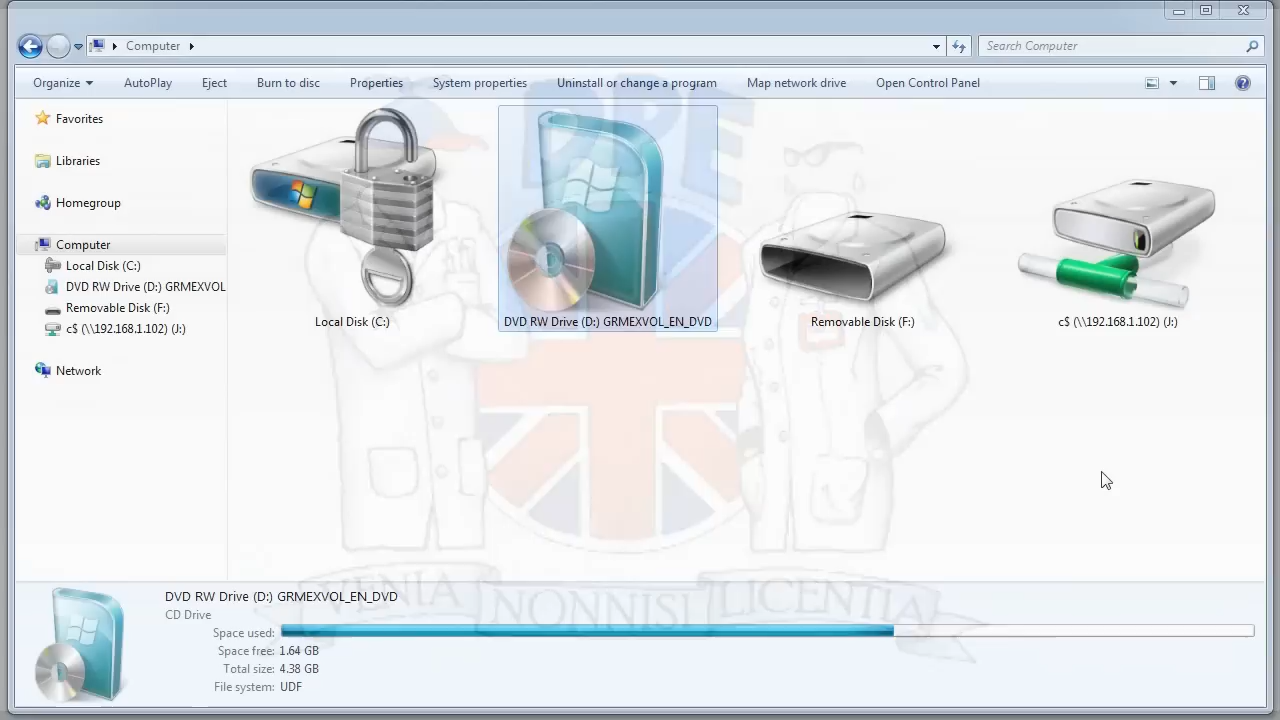 Computer
Search Computer
Organize
AutoPlay
Eject
Burn to disc
Properties
System properties
Uninstall or change a program
Map network drive
Open Control Panel
Favorites
Libraries
Homegroup
Computer
Local Disk (C:)
DVD RW Drive (D:) GRMEXVOL
Removable Disk (F:)
c$ (\\192.168.1.102) (J:)
Network
DPE
Local Disk (C:)
DVD RW Drive (D:) GRMEXVOL_EN_DVD
Removable Disk (F:)
c$ (\\192.168.1.102) (J:)
VENIA NONNISI LICENTIA
DVD RW Drive (D:) GRMEXVOL_EN_DVD
CD Drive
Space used:
Space free: 1.64 GB
Total size: 4.38 GB
File system: UDF